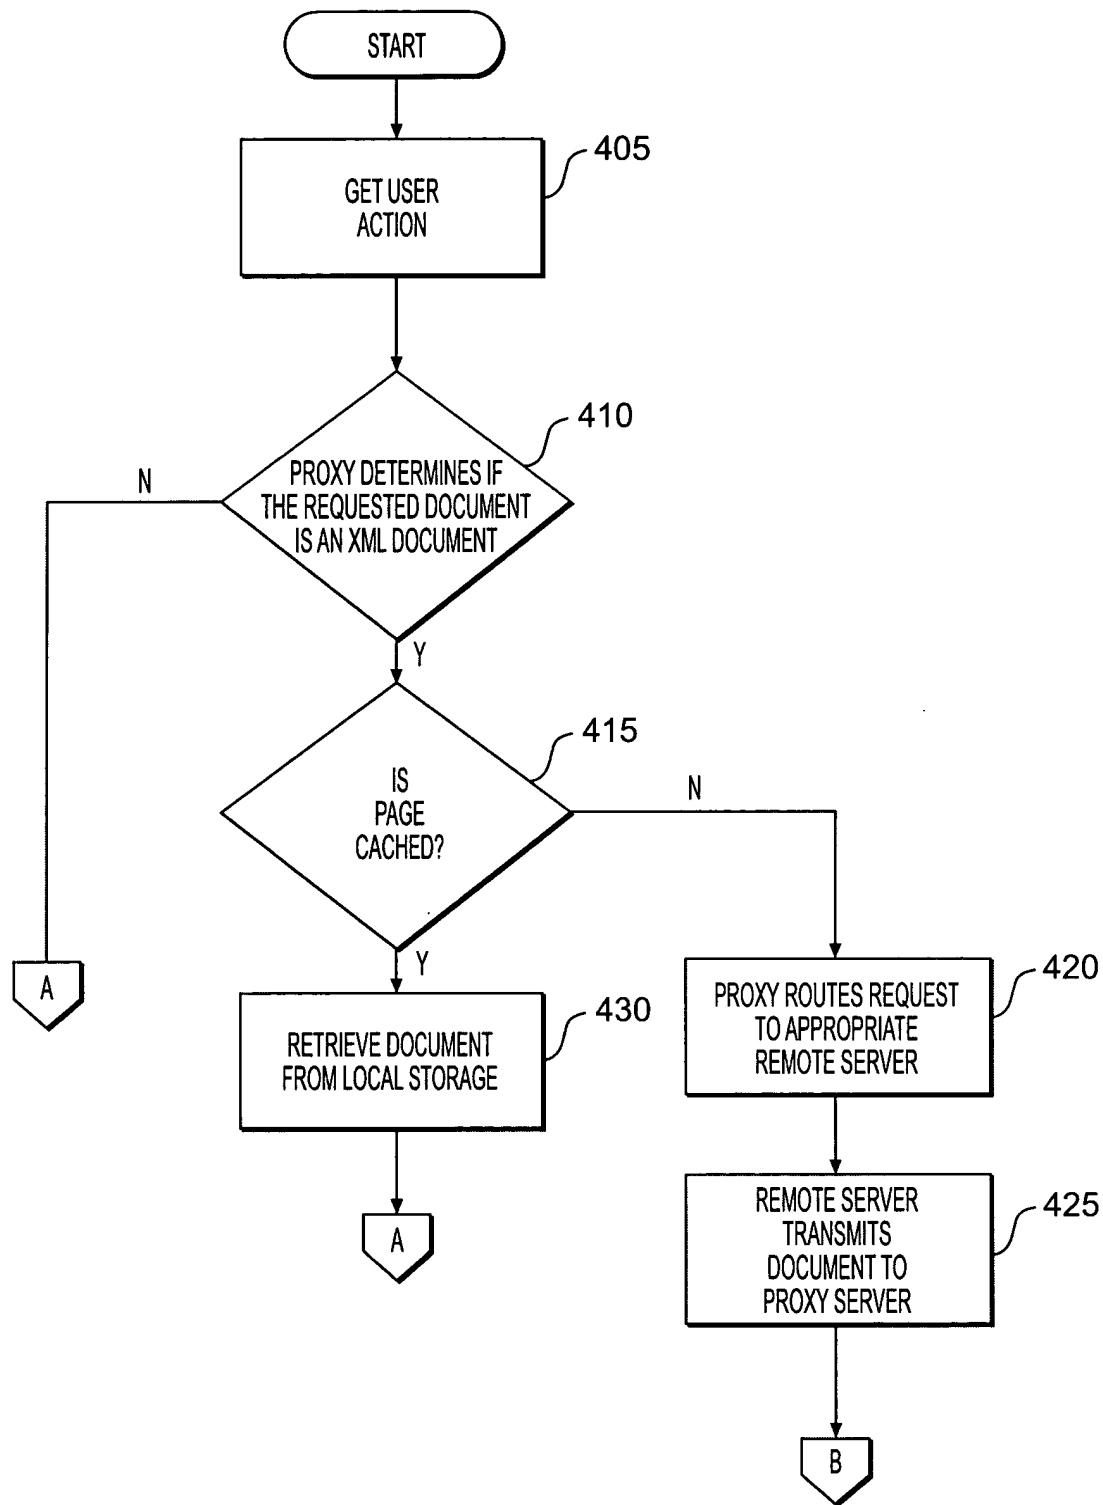 START
405
GET USER
ACTION
410
PROXY DETERMINES IF
THE REQUESTED DOCUMENT
IS AN XML DOCUMENT
N
Y
415
IS
PAGE
CACHED?
N
Y
A
430
RETRIEVE DOCUMENT
FROM LOCAL STORAGE
A
420
PROXY ROUTES REQUEST
TO APPROPRIATE
REMOTE SERVER
425
REMOTE SERVER
TRANSMITS
DOCUMENT TO
PROXY SERVER
B